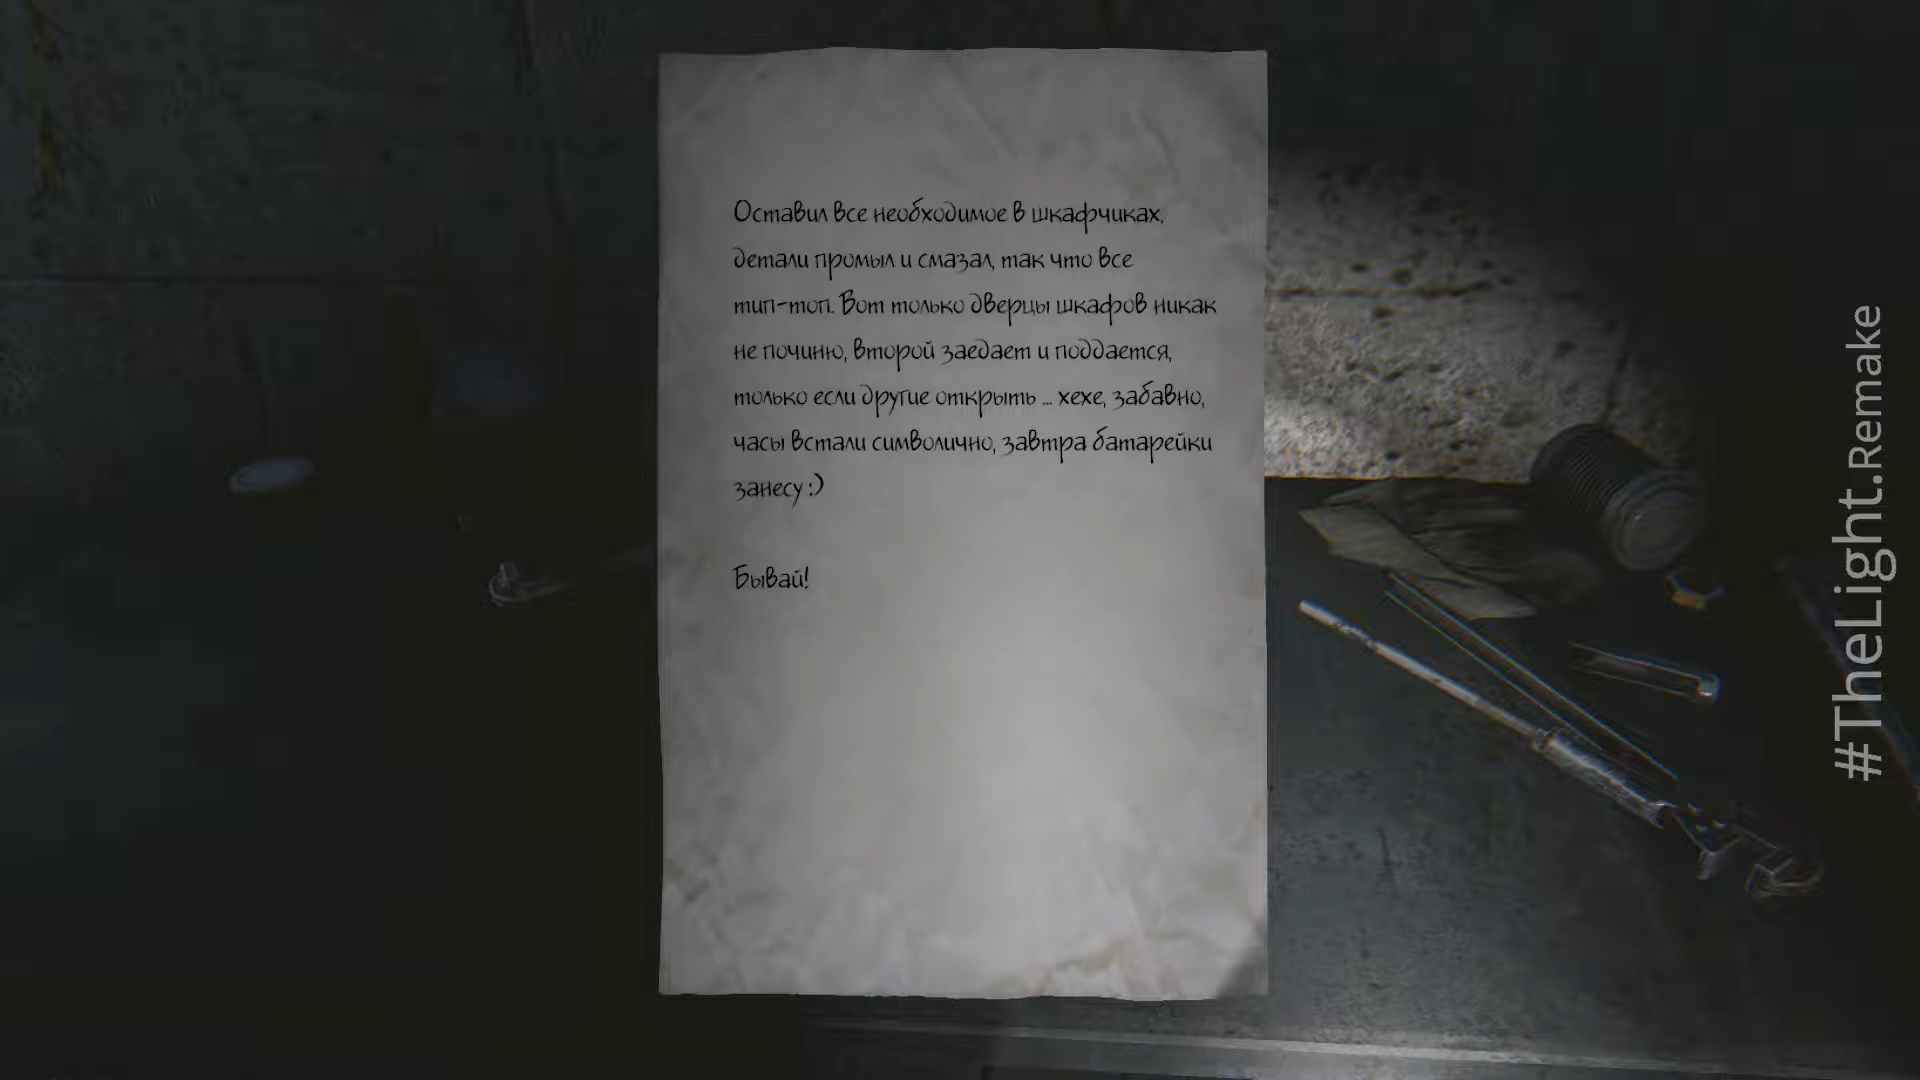 Оставил все необходимое в шкафчиках,
детали промыл и смазал, так что все
тип-топ. Вот только дверцы шкафов никак
не починю, второй заедает и поддается,
только если другие открыть ... хехе, забавно,
часы встали символично, завтра батарейки
занесу :)
Бывай!
#TheLight.Remake